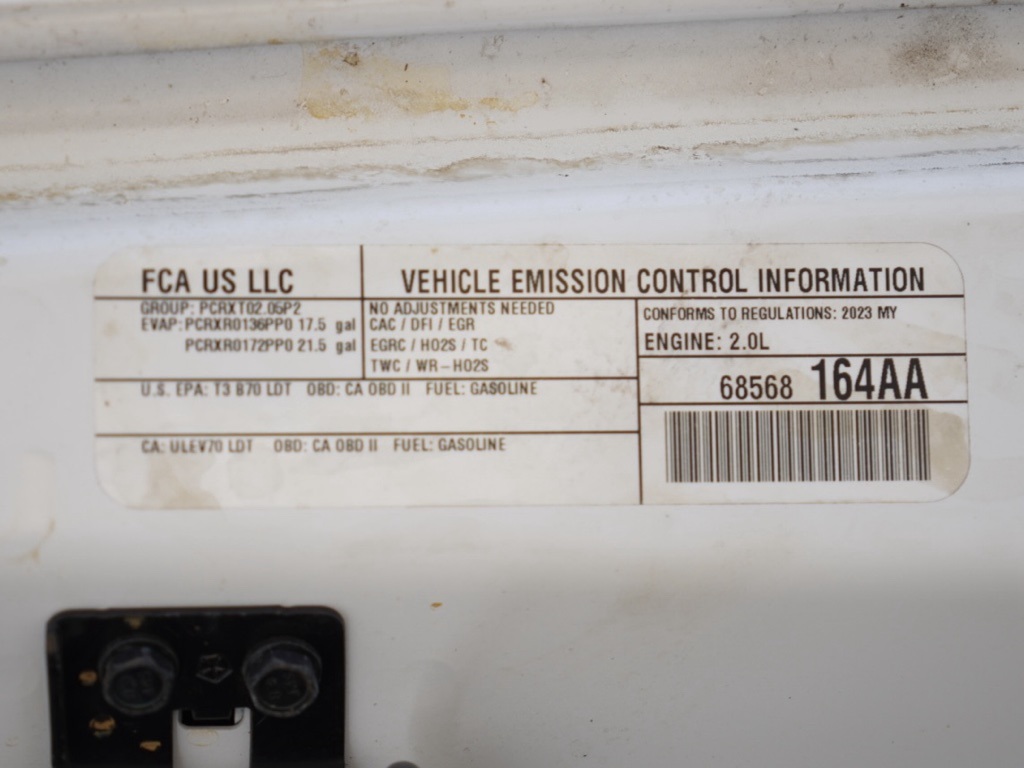 FCA US LLC
VEHICLE EMISSION CONTROL INFORMATION
GROUP: PCRXT02.05P2
EVAP: PCRXR0136PP0 17.5 gal
PCRXR0172PP0 21.5 gal
NO ADJUSTMENTS NEEDED
CAC / DFI / EGR
EGRC / HO2S / TC
TWC / WR-HO2S
CONFORMS TO REGULATIONS: 2023 MY
ENGINE: 2.0L
U.S. EPA: T3 B70 LDT OBD: CA OBD II FUEL: GASOLINE
68568 164AA
CA: ULEV70 LDT OBD: CA OBD II FUEL: GASOLINE